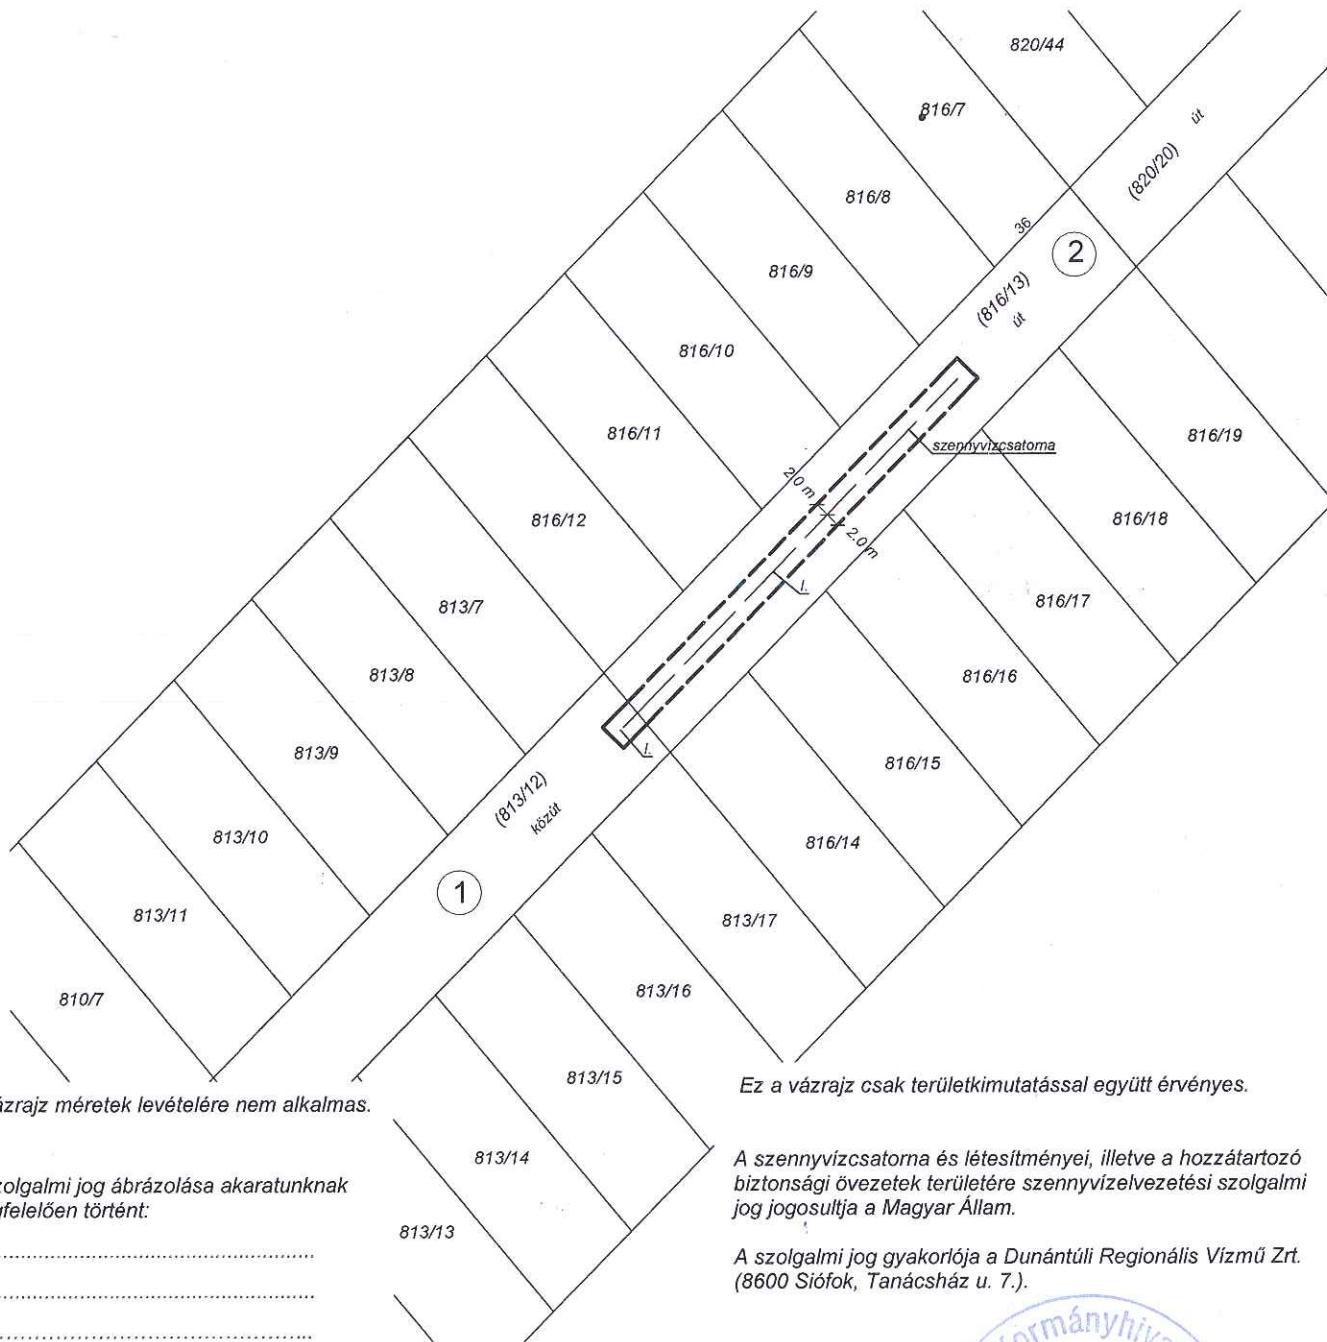 820/44
816/7
(820/20) út
816/8
36
2
816/9
(816/13)
út
816/10
816/11
816/19
szennyvízcsatorna
2.0 m
816/12
816/18
2.0 m
I.
813/7
816/17
813/8
816/16
813/9
I.
816/15
(813/12)
közút
813/10
816/14
1
813/11
813/17
810/7
813/16
813/15
Ez a vázrajz csak területkimutatással együtt érvényes.
ázrajz méretek levételére nem alkalmas.
813/14
A szennyvízcsatorna és létesítményei, illetve a hozzátartozó
biztonsági övezetek területére szennyvízelvezetési szolgalmi
jog jogosultja a Magyar Állam.
zolgalmi jog ábrázolása akaratunknak
gfelelően történt:
813/13
A szolgalmi jog gyakorlója a Dunántúli Regionális Vízmű Zrt.
(8600 Siófok, Tanácsház u. 7.).
ormányhiva